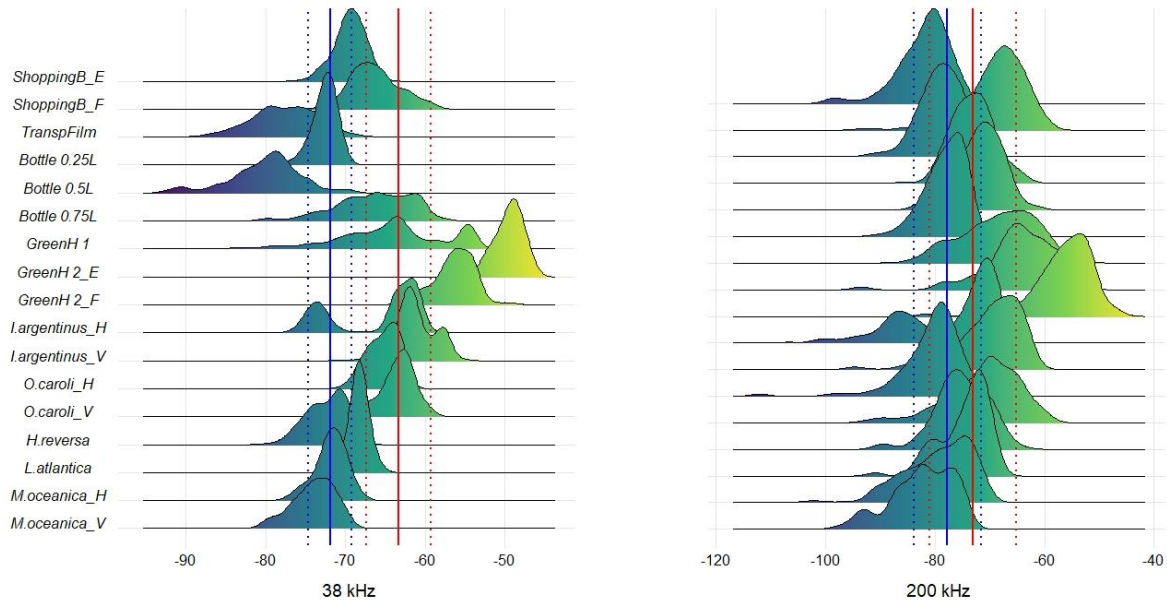 ShoppingB_E
ShoppingB_F
TranspFilm
Bottle 0.25L
Bottle 0.5L
Bottle 0.75L
GreenH 1
GreenH 2_E
GreenH 2_F
I.argentinus_H
I.argentinus_V
O.caroli_H
O.caroli_V
H.reversa
L.atlantica
M.oceanica_H
M.oceanica_V
-90 -70 -60 -50
38 kHz
-120 -100 -80 -60 -40
200 kHz